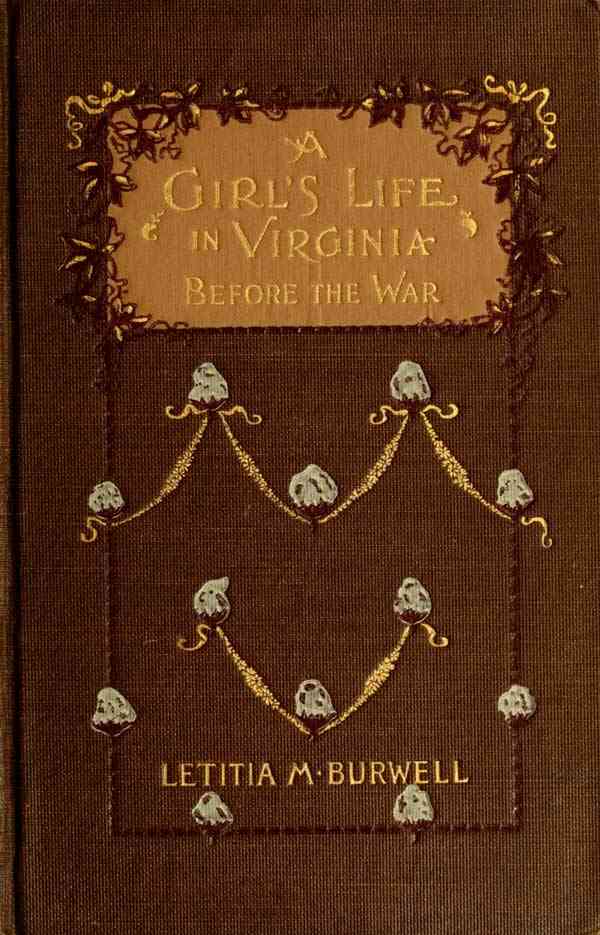 A
GIRL'S LIFE
IN VIRGINIA
BEFORE THE WAR
LETITIA M·BURWELL